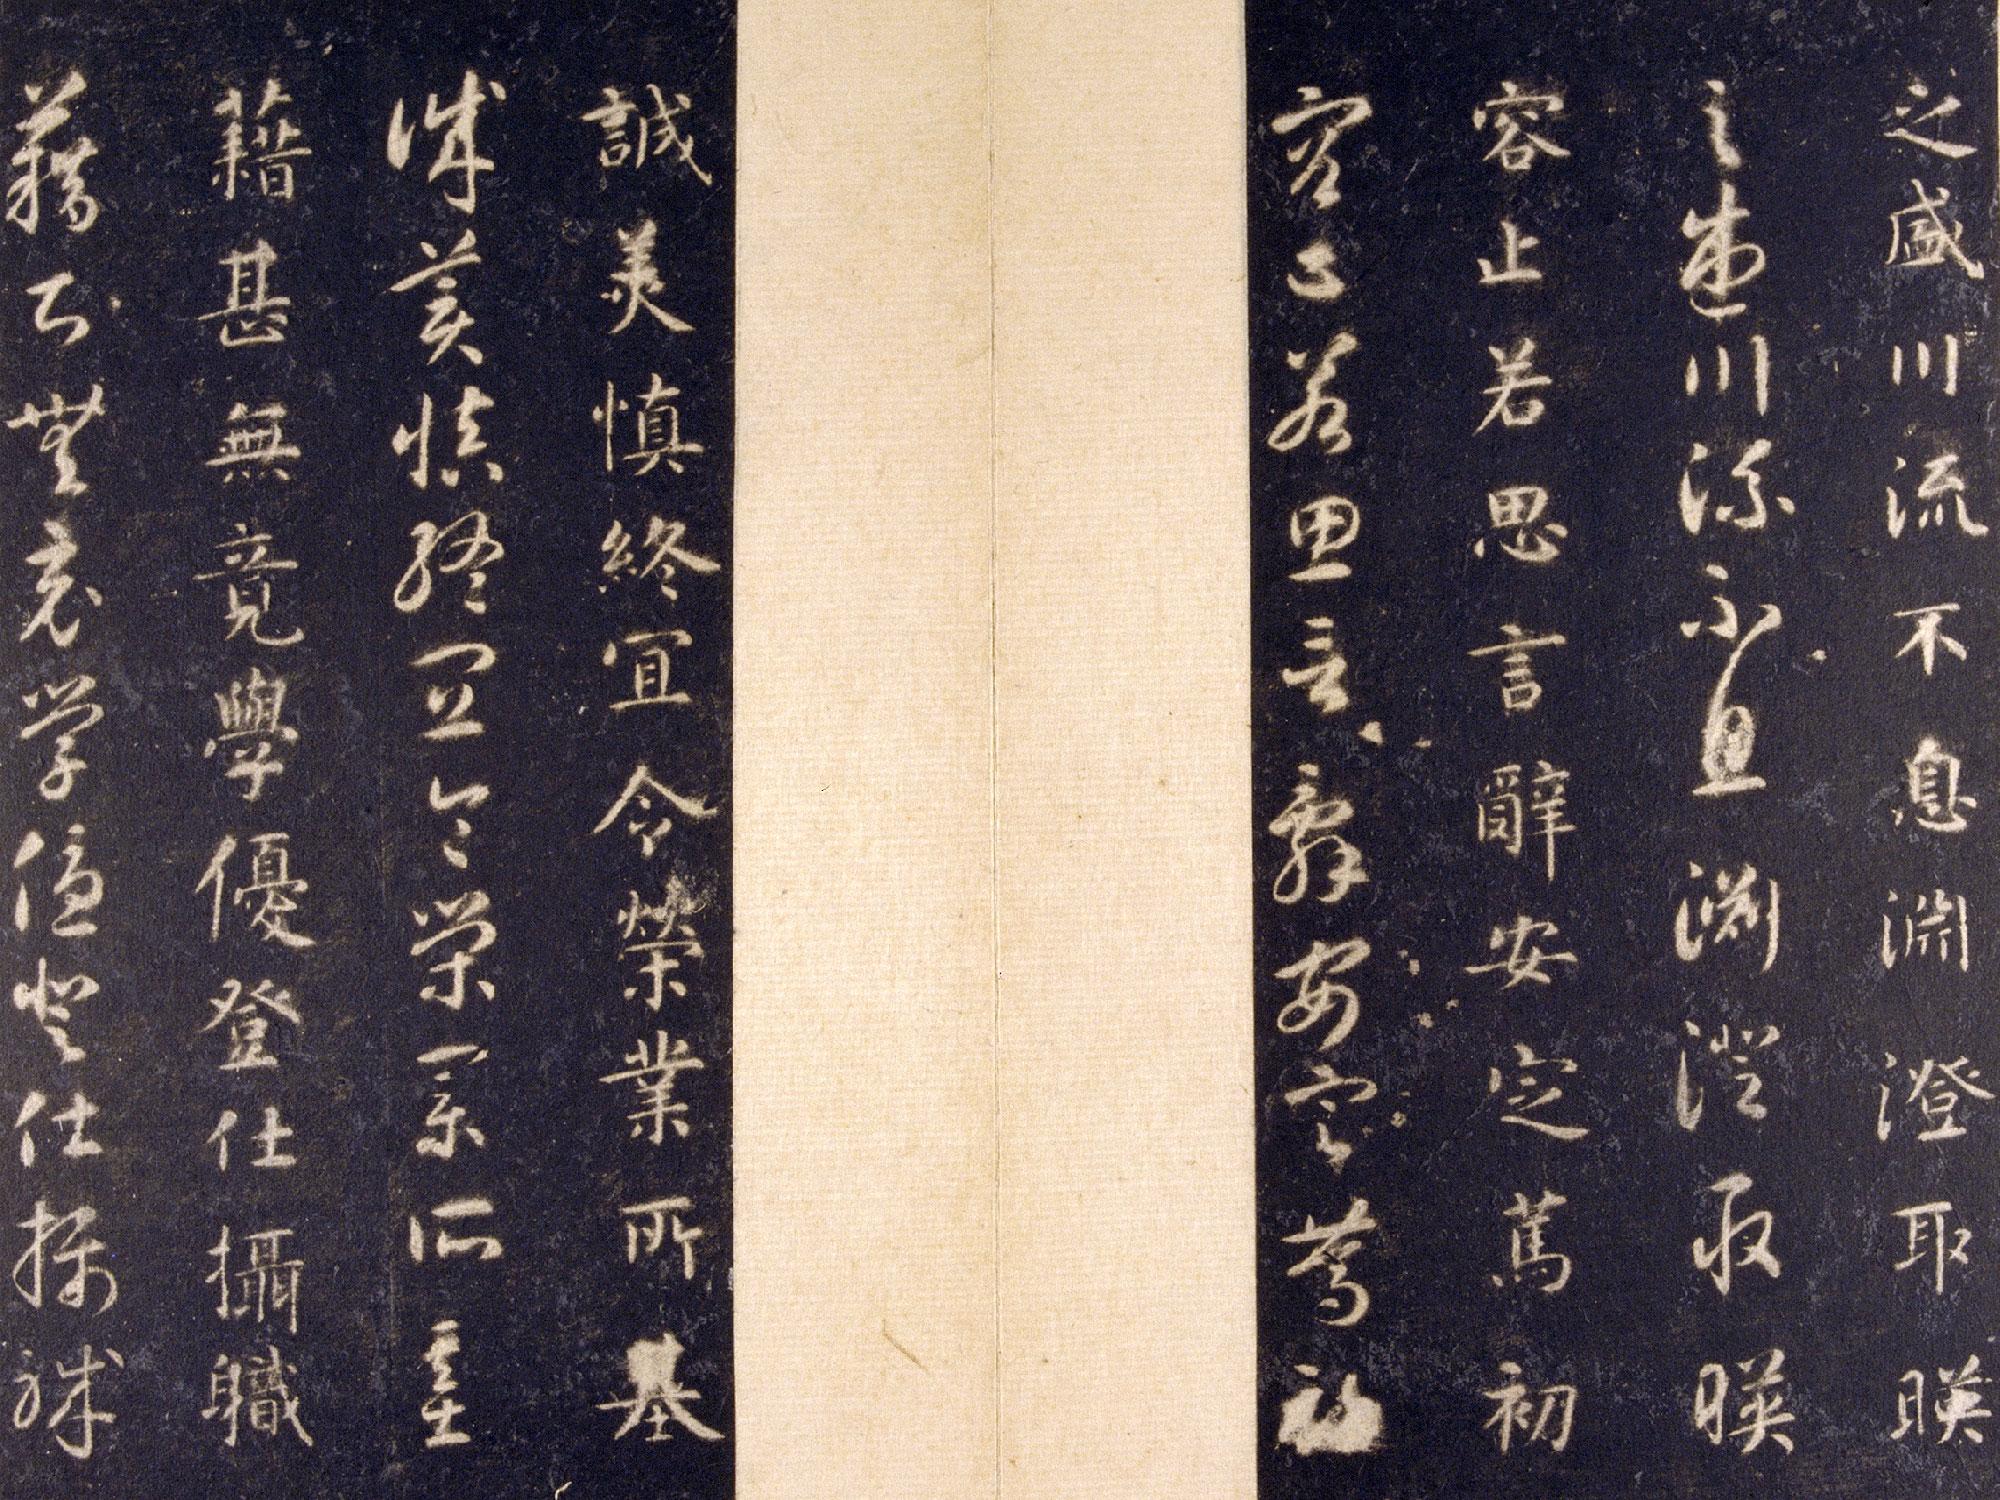 之盛川流不息淵澄取暎
之盛川流不息淵澄取暎
容止若思言辭安定篤初
容止若思言辭安定篤初
誠美慎終宜令榮業所基
誠美慎終宜令榮業所基
藉甚無竟學優登仕攝職
藉甚無竟學優登仕攝職